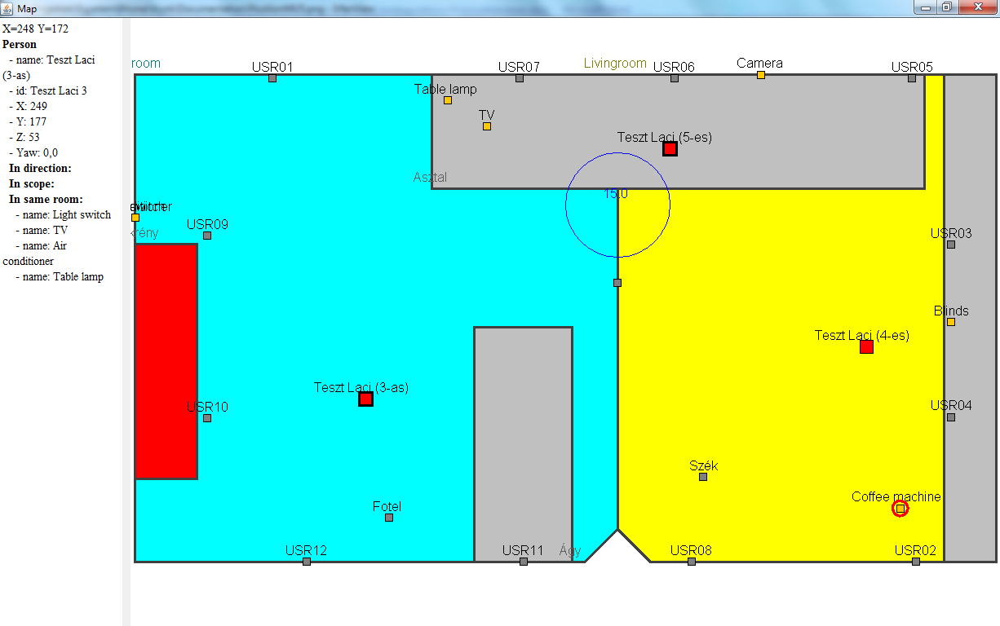 Map
X=248 Y=172
Person
- name: Teszt Laci
(3-as)
- id: Teszt Laci 3
- X: 249
- Y: 177
- Z: 53
- Yaw: 0,0
In direction:
In scope:
In same room:
- name: Light switch
- name: TV
- name: Air
conditioner
- name: Table lamp
room
USR01
USR07
Livingroom
USR06
Camera
USR05
Table lamp
TV
Teszt Laci (5-es)
Asztal
15.0
USR09
rény
USR03
Blinds
Teszt Laci (4-es)
Teszt Laci (3-as)
USR10
USR04
Szék
Coffee machine
Fotel
USR12
USR11
Ágy
USR08
USR02